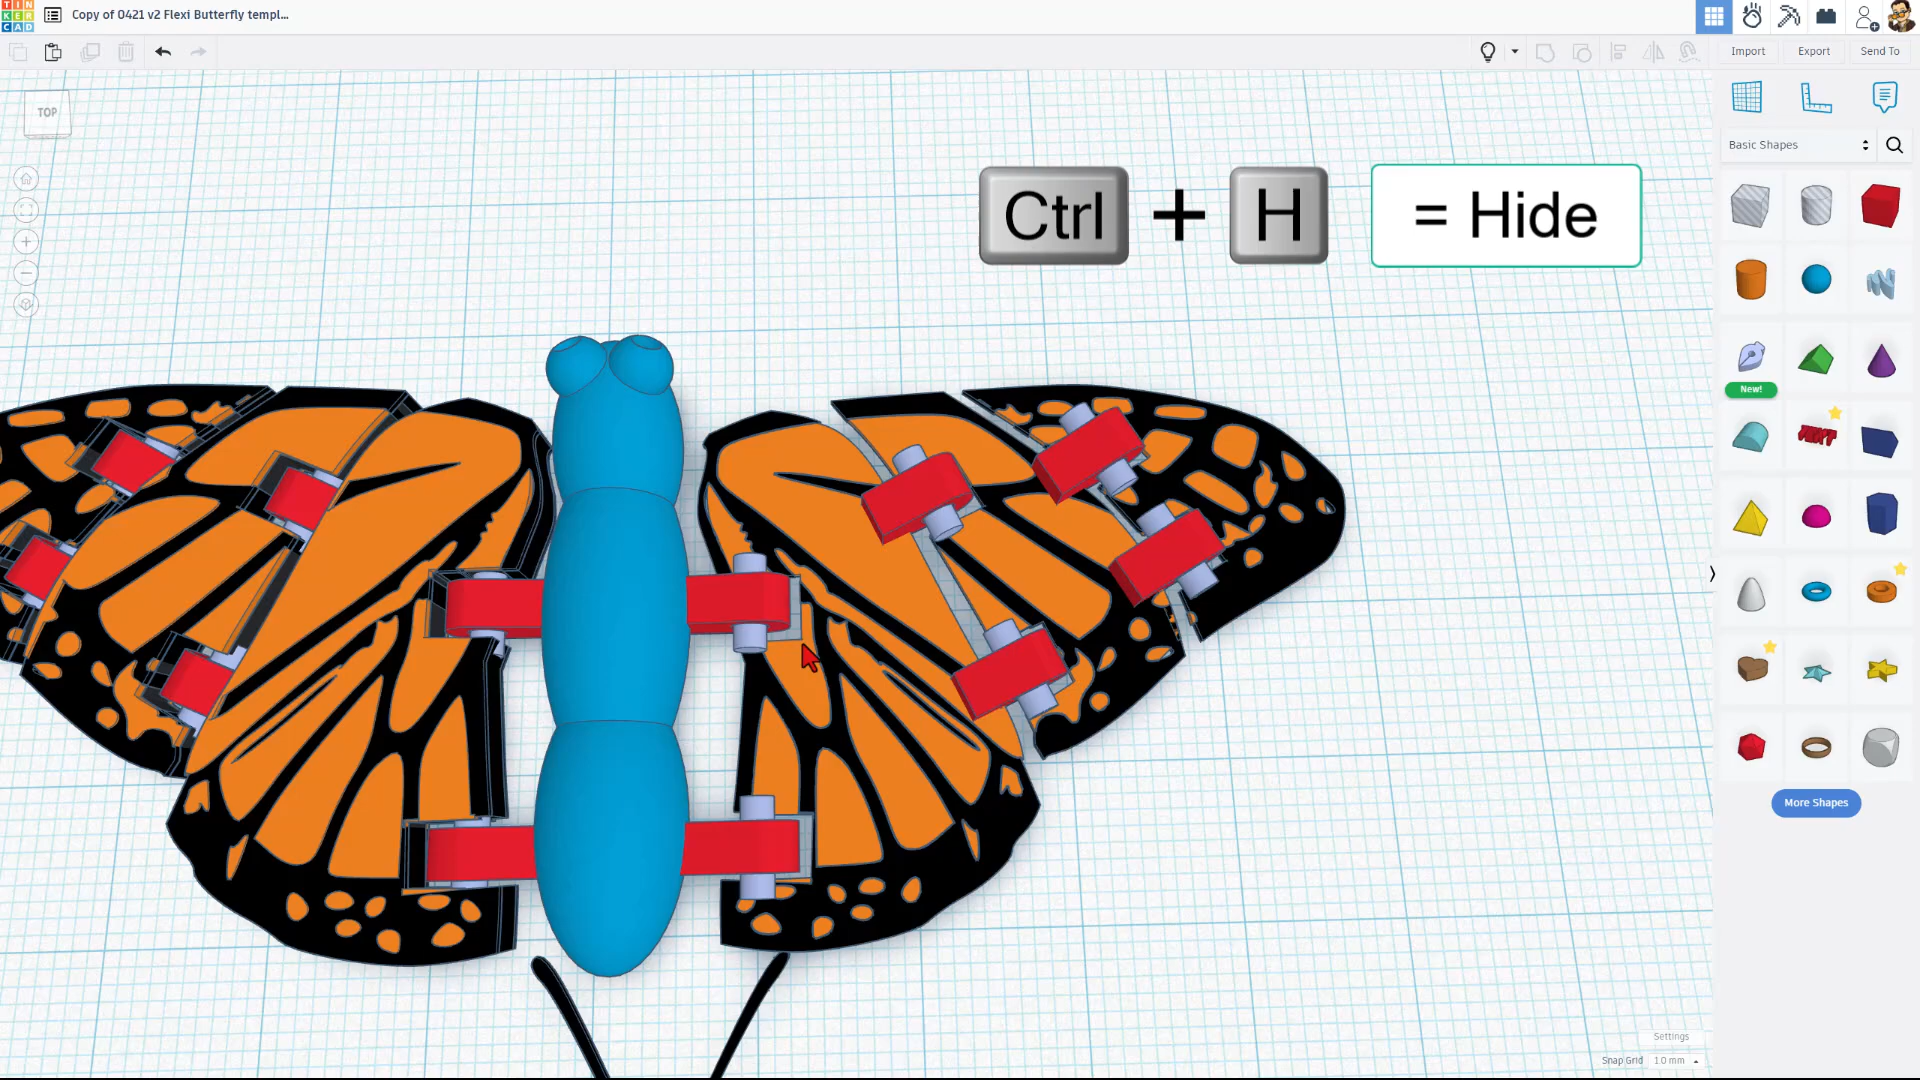 TIN
KER
CAD
Copy of 0421 v2 Flexi Butterfly templ...
Import
Export
Send To
TOP
Ctrl + H = Hide
Basic Shapes
New!
TEXT
More Shapes
Settings
Snap Grid 1.0 mm